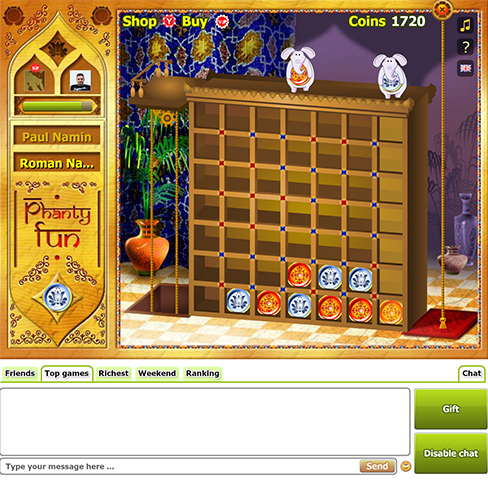 Shop Buy Coins 1720
?
Paul Namin
Roman Na...
Phanty
fun
Friends Top games Richest Weekend Ranking Chat
Gift
Disable chat
Type your message here ... Send